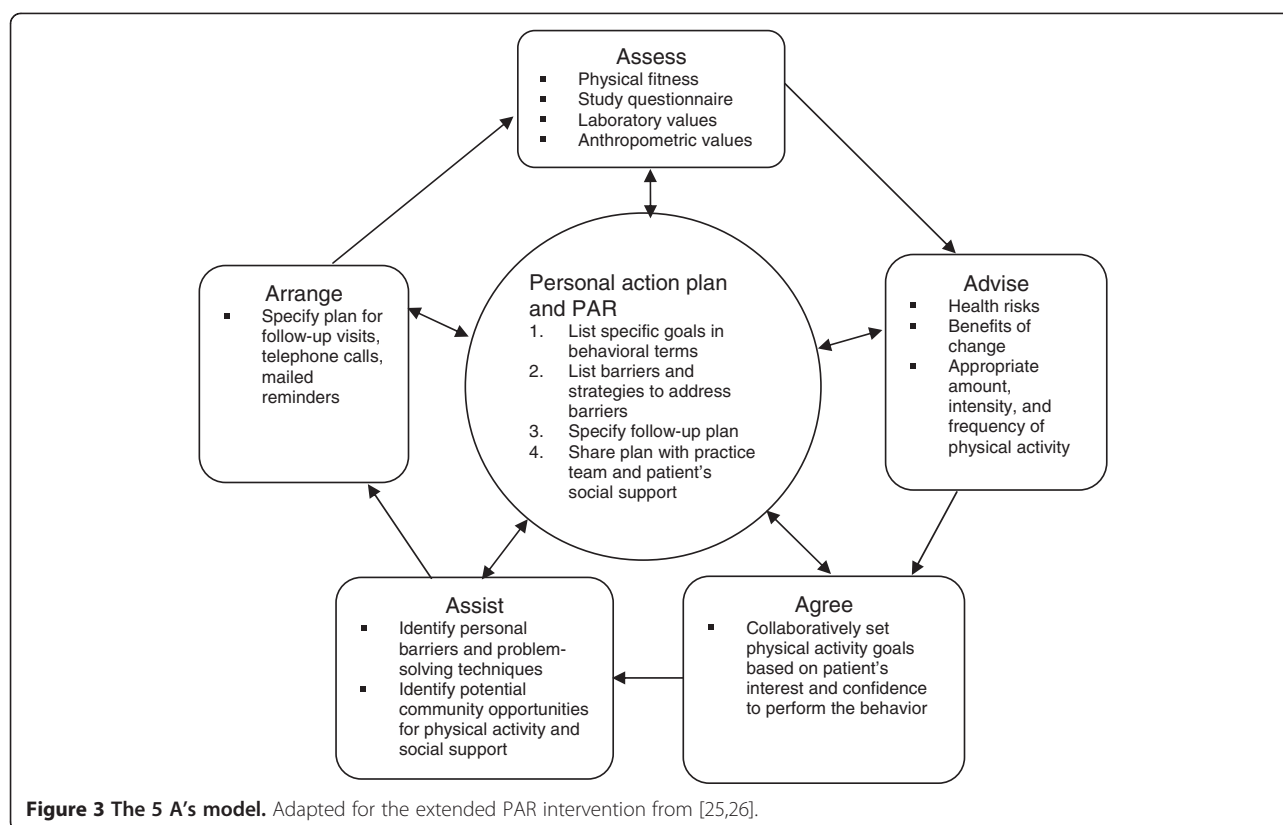 Assess
▪ Physical fitness
▪ Study questionnaire
▪ Laboratory values
▪ Anthropometric values
Advise
▪ Health risks
▪ Benefits of
change
▪ Appropriate
amount,
intensity, and
frequency of
physical activity
Agree
▪ Collaboratively set
physical activity goals
based on patient's
interest and confidence
to perform the behavior
Assist
▪ Identify personal
barriers and problem-
solving techniques
▪ Identify potential
community opportunities
for physical activity and
social support
Arrange
▪ Specify plan for
follow-up visits,
telephone calls,
mailed
reminders
Personal action plan
and PAR
1. List specific goals in
behavioral terms
2. List barriers and
strategies to address
barriers
3. Specify follow-up plan
4. Share plan with practice
team and patient's
social support
Figure 3 The 5 A's model. Adapted for the extended PAR intervention from [25,26].